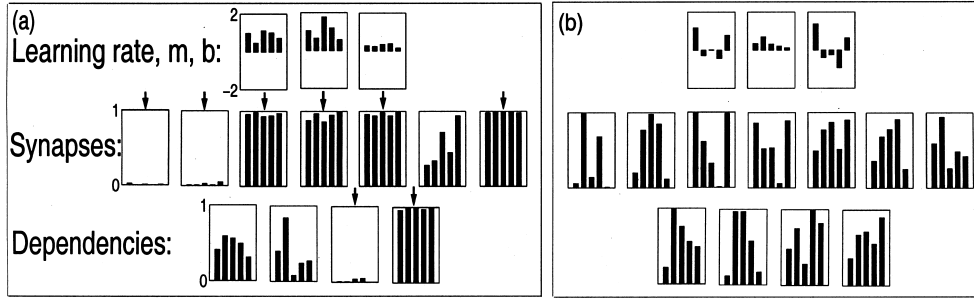 (a)
2
Learning rate, m, b:
-2
1
Synapses:
0
1
Dependencies:
0
(b)